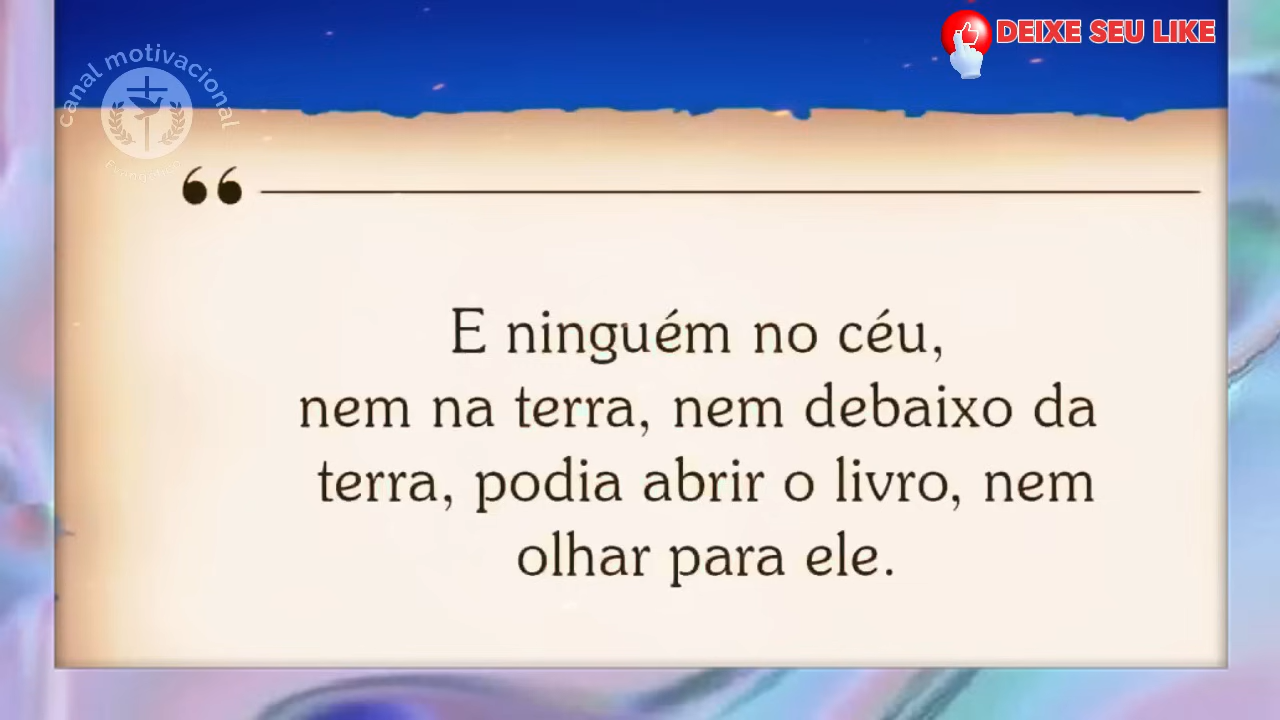 DEIXE SEU LIKE
canal motivacional
E ninguém no céu,
nem na terra, nem debaixo da
terra, podia abrir o livro, nem
olhar para ele.